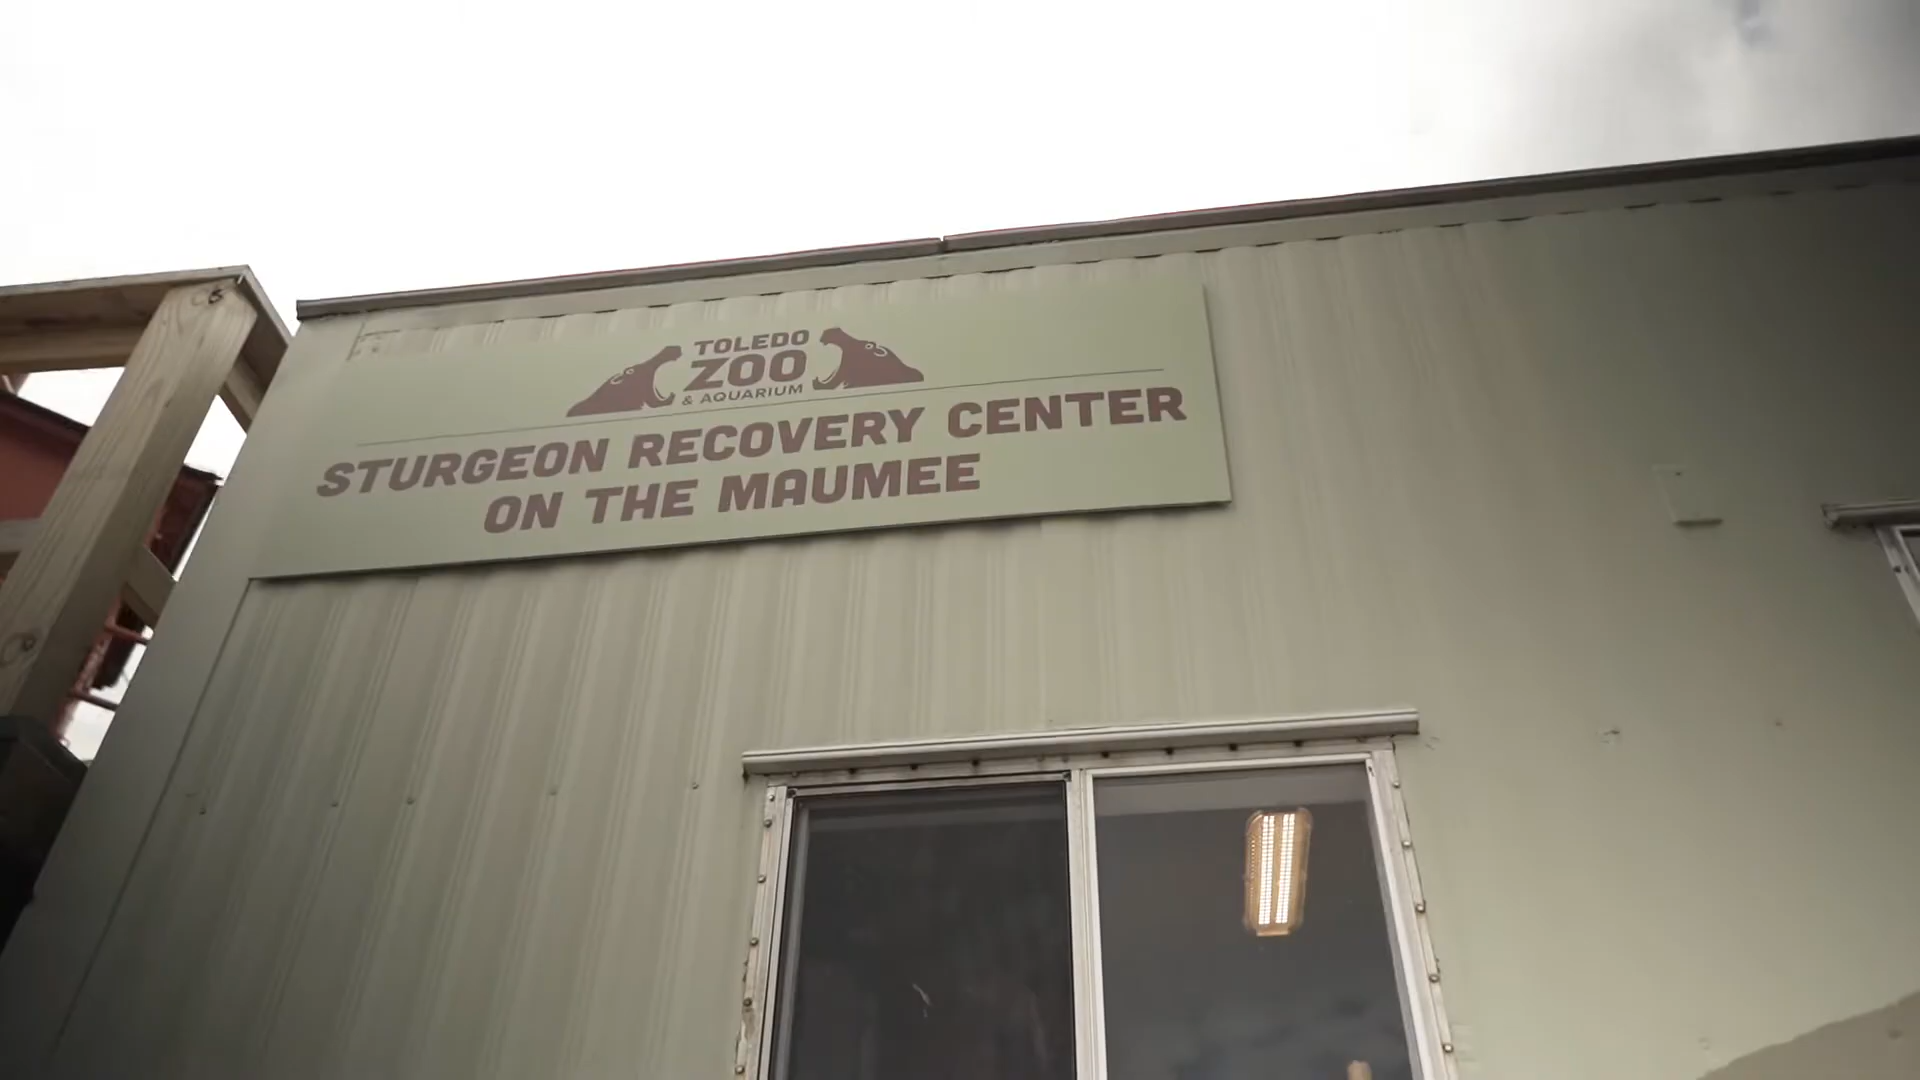 TOLEDO
ZOO
& AQUARIUM
STURGEON RECOVERY CENTER
ON THE MAUMEE